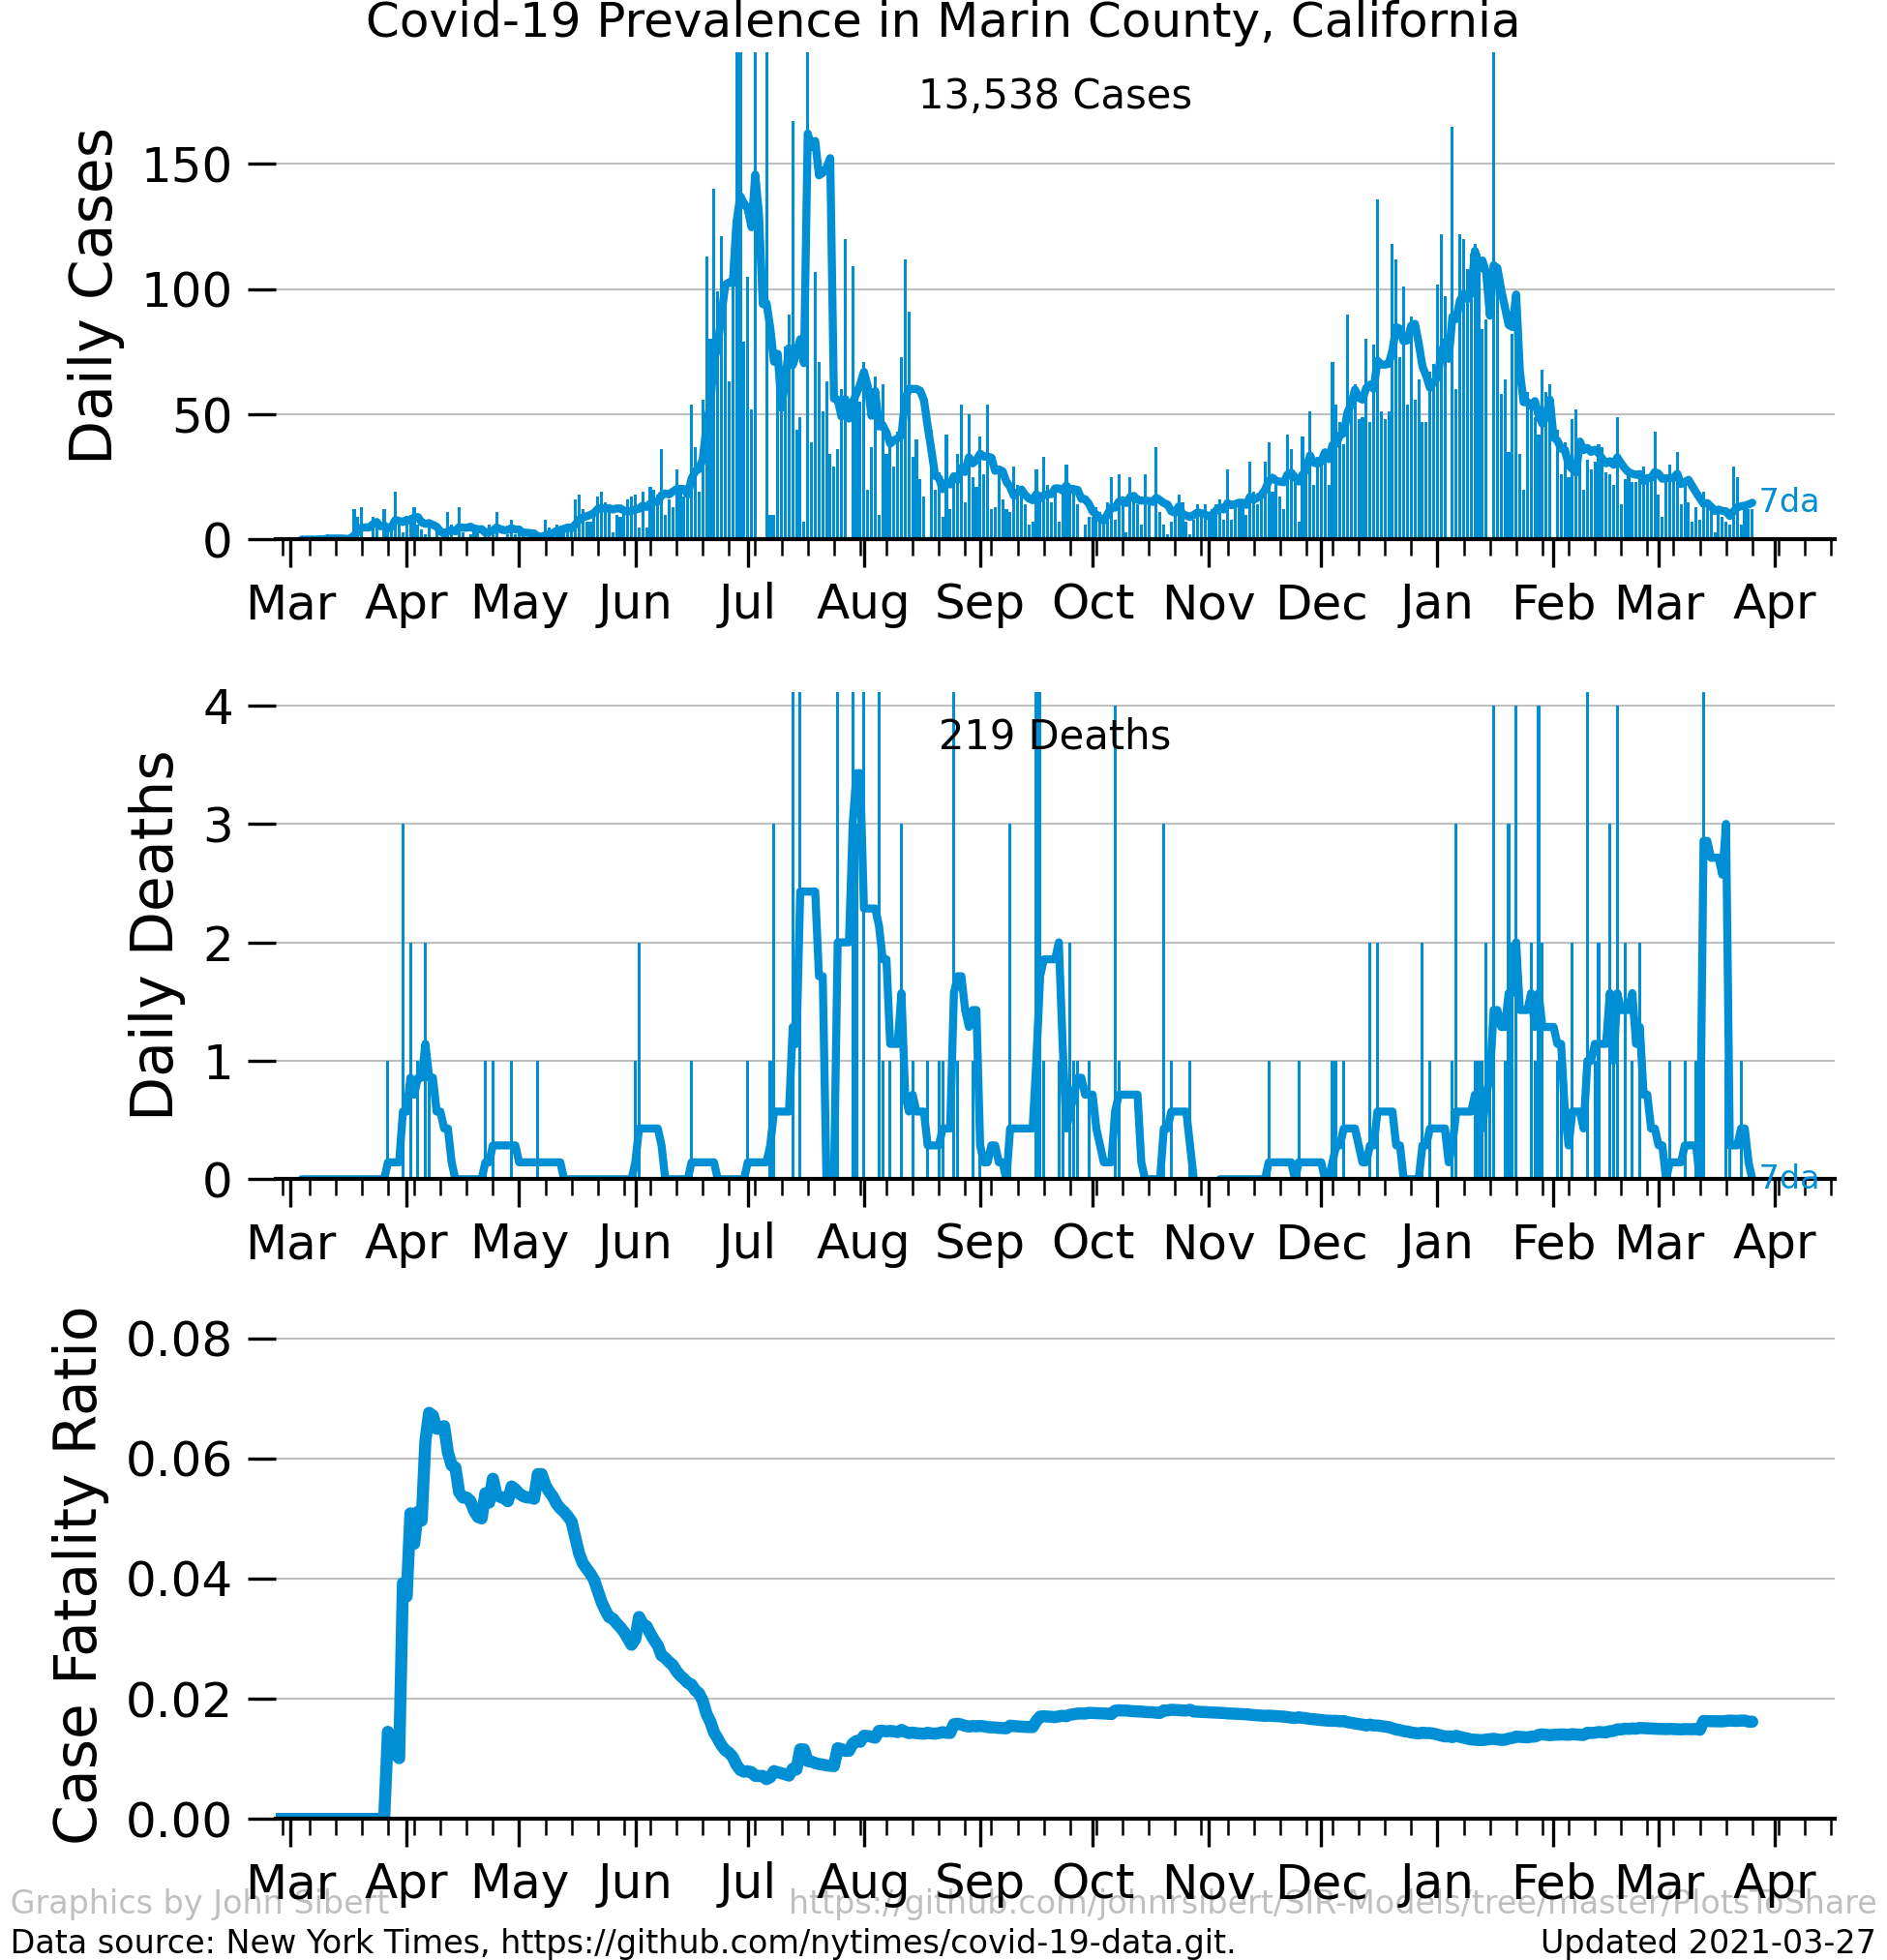 Covid-19 Prevalence in Marin County, California
13,538 Cases
Daily Cases
150
100
50
0
7da
Mar Apr May Jun Jul Aug Sep Oct Nov Dec Jan Feb Mar Apr
219 Deaths
Daily Deaths
4
3
2
1
0
7da
Mar Apr May Jun Jul Aug Sep Oct Nov Dec Jan Feb Mar Apr
Case Fatality Ratio
0.08
0.06
0.04
0.02
0.00
Mar Apr May Jun Jul Aug Sep Oct Nov Dec Jan Feb Mar Apr
Graphics by John Sibert https://github.com/johnrsibert/SIR-Models/tree/master/PlotsToShare
Data source: New York Times, https://github.com/nytimes/covid-19-data.git. Updated 2021-03-27